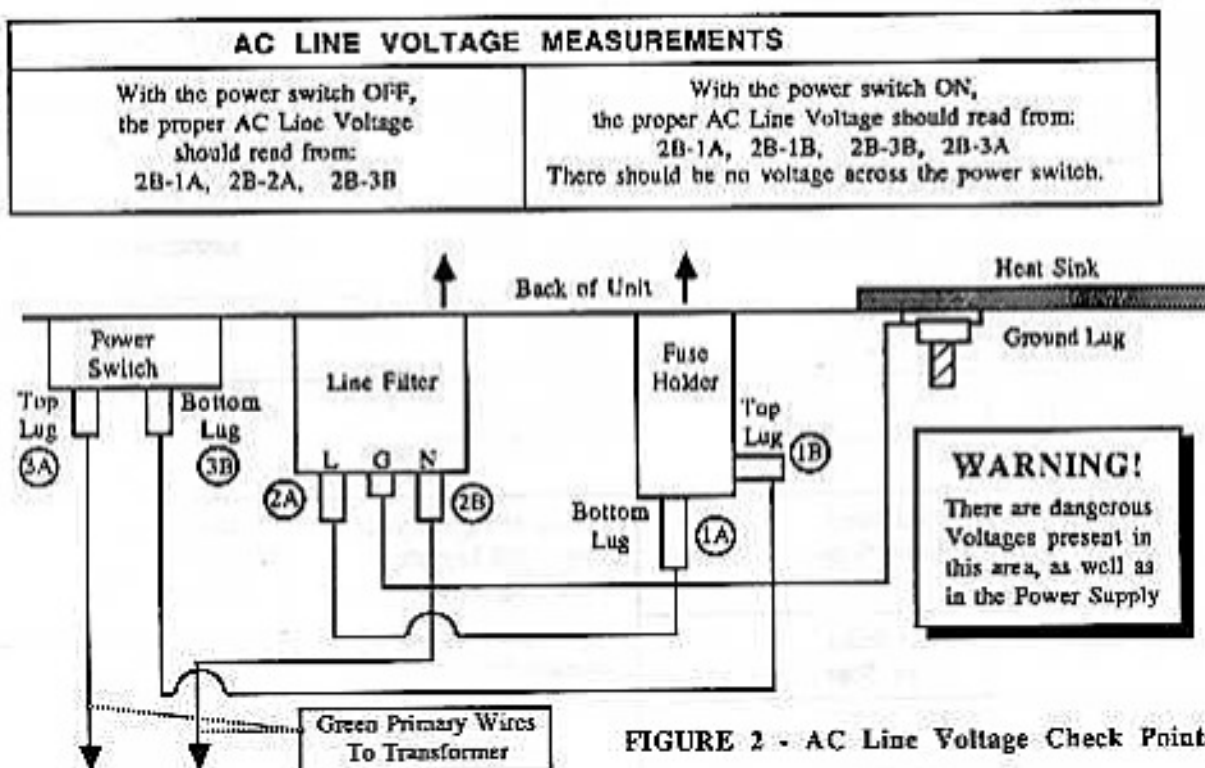 AC LINE VOLTAGE MEASUREMENTS
With the power switch OFF,
the proper AC Line Voltage
should read from:
2B-1A, 2B-2A, 2B-3B
With the power switch ON,
the proper AC Line Voltage should read from:
2B-1A, 2B-1B, 2B-3B, 2B-3A
There should be no voltage across the power switch.
Back of Unit
Heat Sink
Ground Lug
Power
Switch
Line Filter
Fuse
Holder
Top
Lug
3A
Bottom
Lug
3B
L G N
2A
2B
Top
Lug
1B
Bottom
Lug
1A
WARNING!
There are dangerous
Voltages present in
this area, as well as
in the Power Supply
Green Primary Wires
To Transformer
FIGURE 2 - AC Line Voltage Check Point